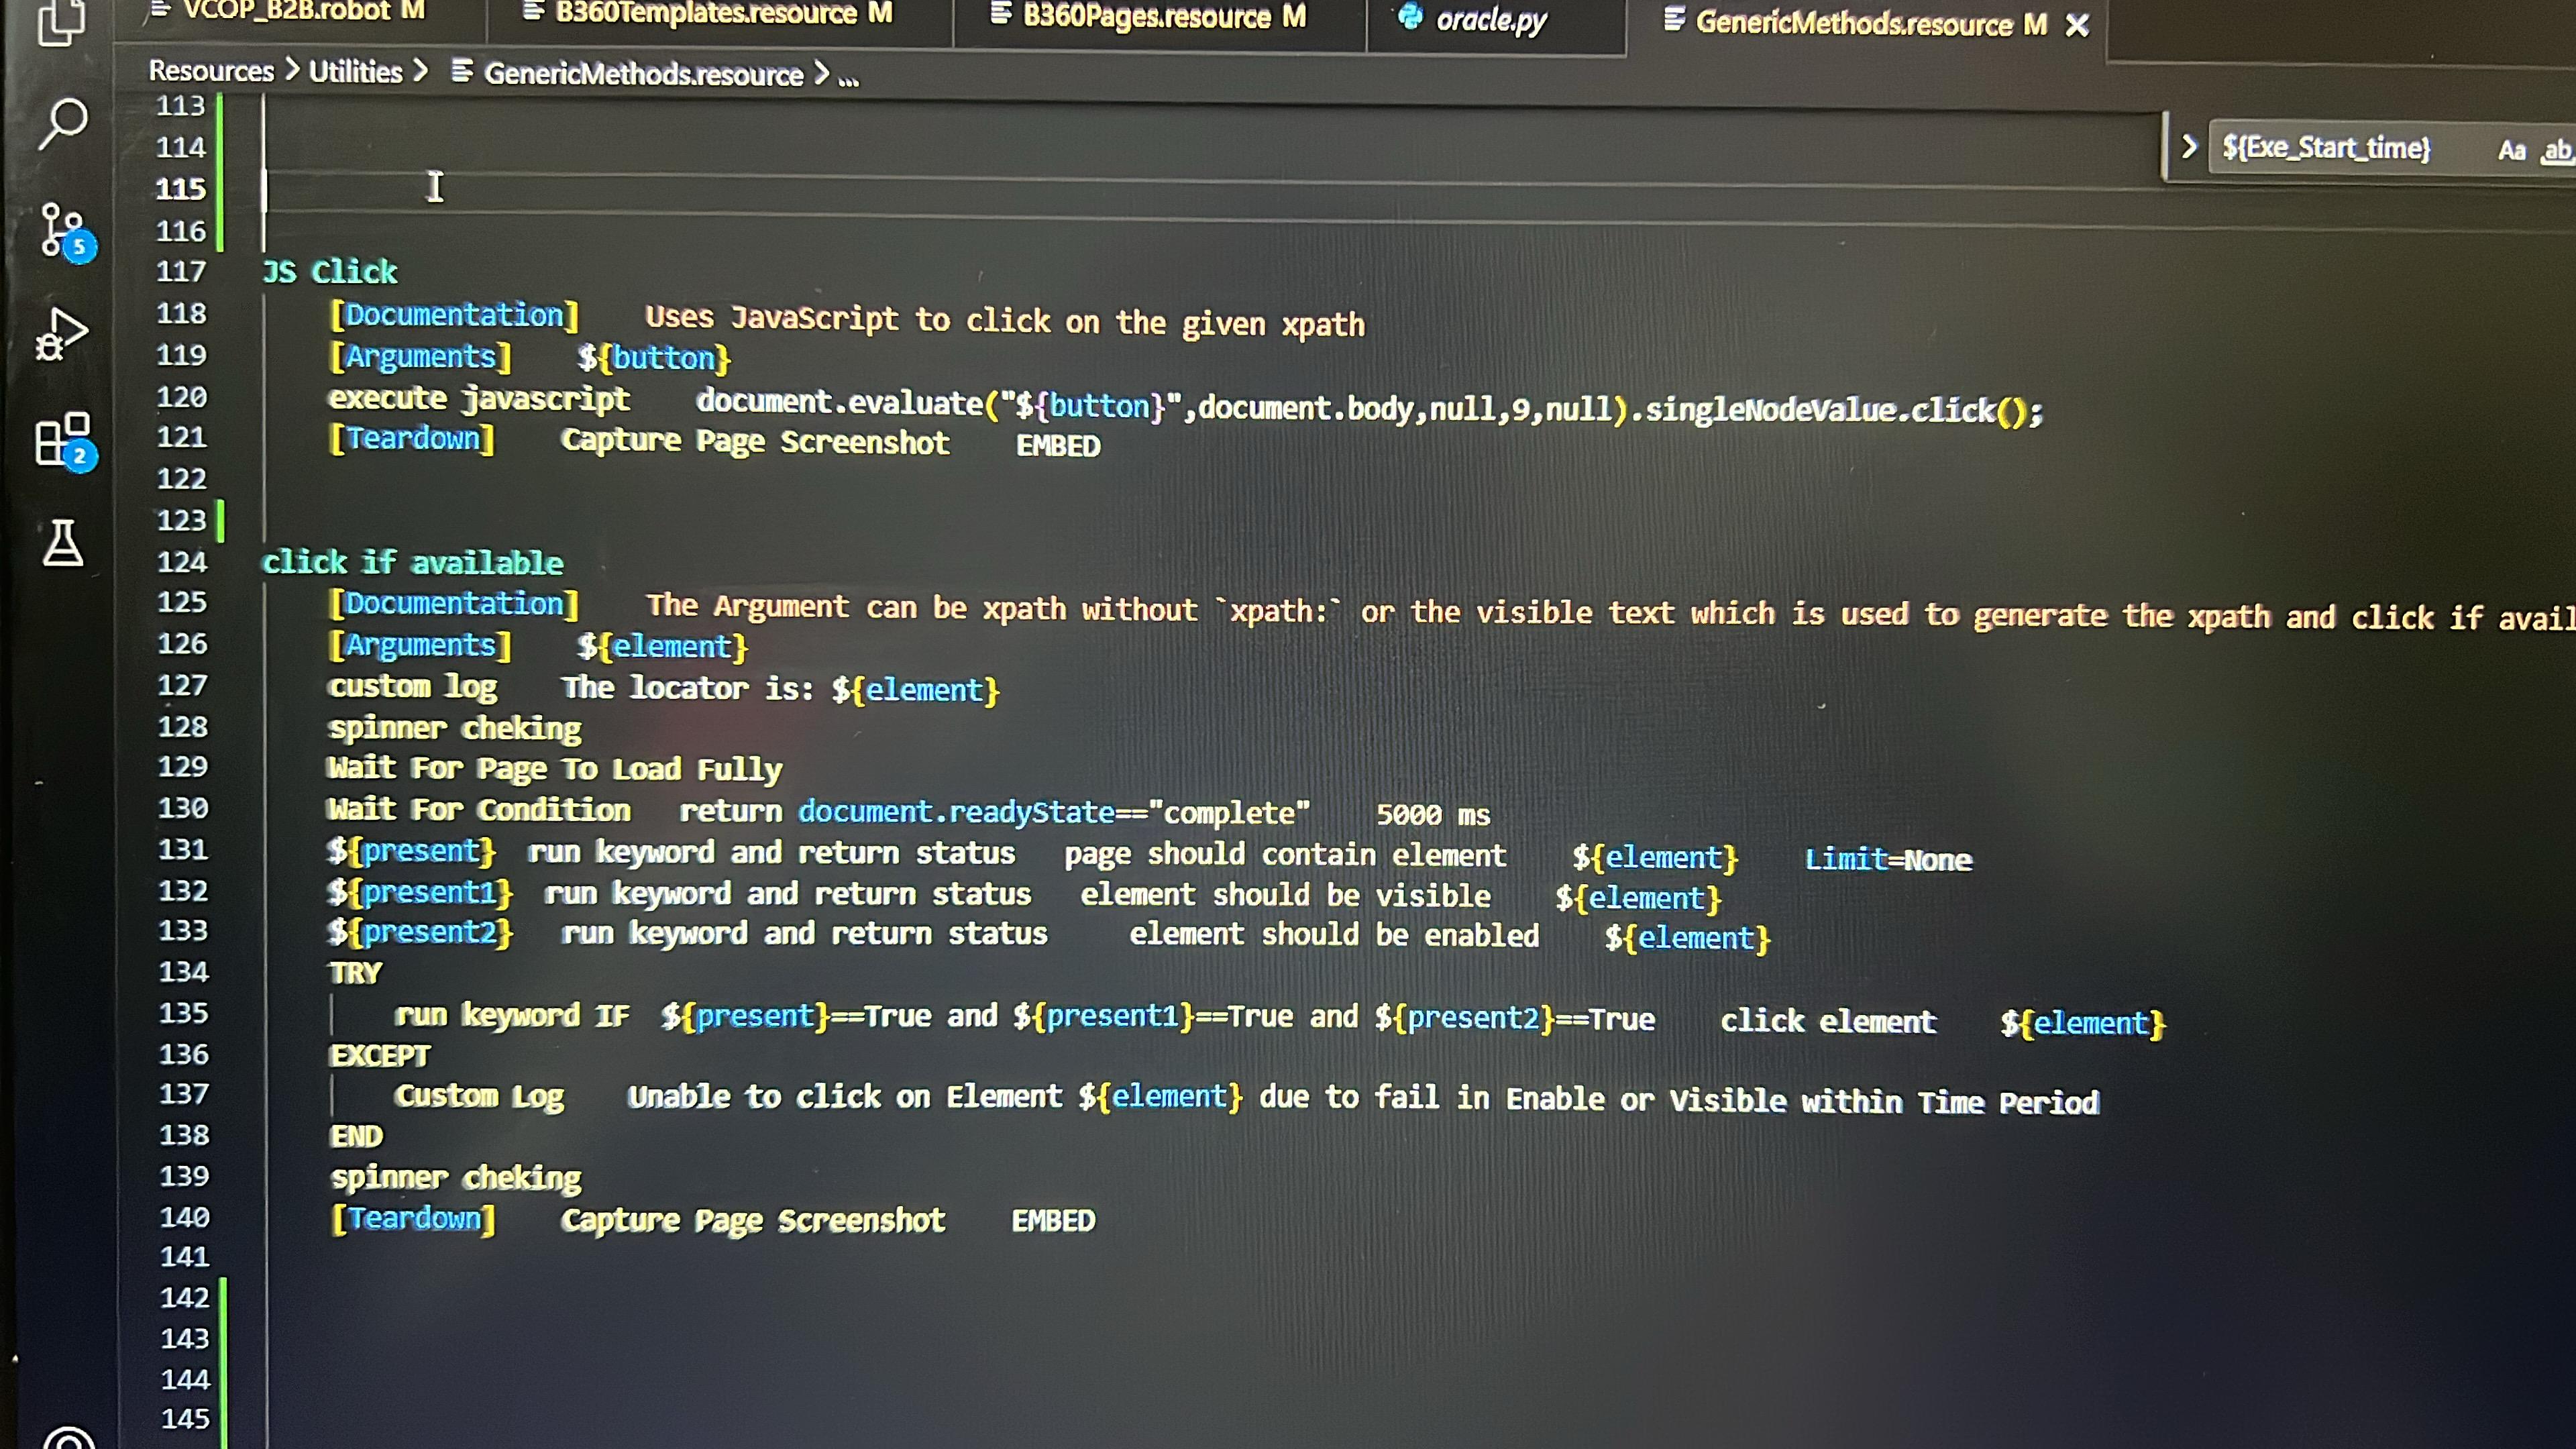 VCOP_B2B.robot M B360Templates.resource M B360Pages.resource M oracle.py GenericMethods.resource M
Resources > Utilities > GenericMethods.resource > ...
${Exe_Start_time} Aa ab
113
114
115
116
117 JS Click
118 [Documentation] Uses JavaScript to click on the given xpath
119 [Arguments] ${button}
120 execute javascript document.evaluate("${button}",document.body,null,9,null).singleNodeValue.click();
121 [Teardown] Capture Page Screenshot EMBED
122
123
124 click if available
125 [Documentation] The Argument can be xpath without `xpath:` or the visible text which is used to generate the xpath and click if avail
126 [Arguments] ${element}
127 custom log The locator is: ${element}
128 spinner cheking
129 Wait For Page To Load Fully
130 Wait For Condition return document.readyState=="complete" 5000 ms
131 ${present} run keyword and return status page should contain element ${element} Limit=None
132 ${present1} run keyword and return status element should be visible ${element}
133 ${present2} run keyword and return status element should be enabled ${element}
134 TRY
135 run keyword IF ${present}==True and ${present1}==True and ${present2}==True click element ${element}
136 EXCEPT
137 Custom Log Unable to click on Element ${element} due to fail in Enable or Visible within Time Period
138 END
139 spinner cheking
140 [Teardown] Capture Page Screenshot EMBED
141
142
143
144
145
5
2